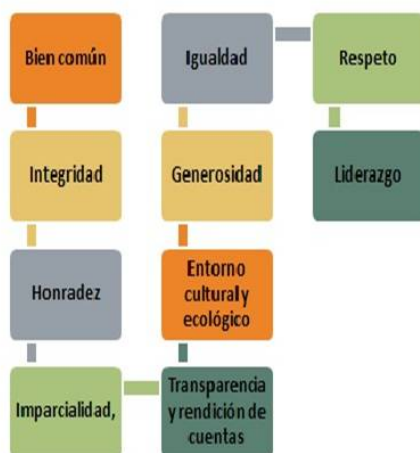 Bien común
Integridad
Honradez
Imparcialidad,
Transparencia
y rendición de
cuentas
Entorno
cultural y
ecológico
Generosidad
Igualdad
Respeto
Liderazgo